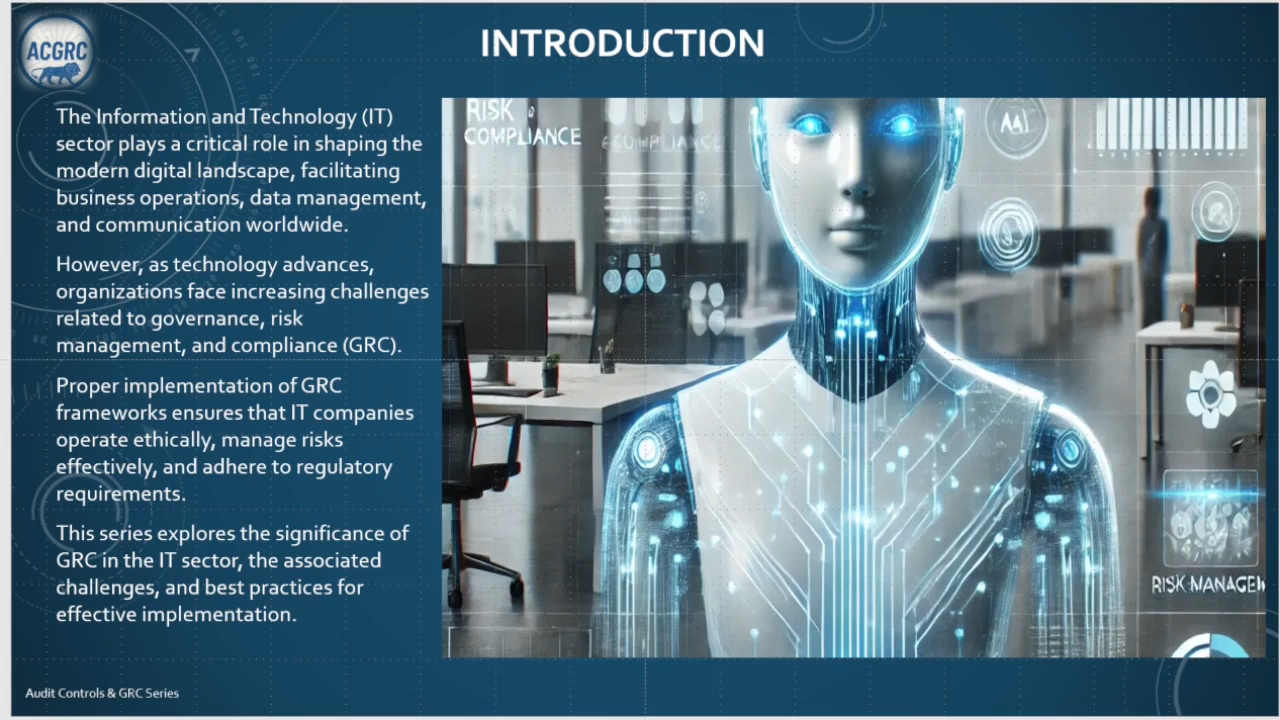 ACGRC
INTRODUCTION
The Information and Technology (IT)
sector plays a critical role in shaping the
modern digital landscape, facilitating
business operations, data management,
and communication worldwide.
However, as technology advances,
organizations face increasing challenges
related to governance, risk
management, and compliance (GRC).
Proper implementation of GRC
frameworks ensures that IT companies
operate ethically, manage risks
effectively, and adhere to regulatory
requirements.
This series explores the significance of
GRC in the IT sector, the associated
challenges, and best practices for
effective implementation.
RISK
COMPLIANCE
RISK-MANAGEM
Audit Controls & GRC Series